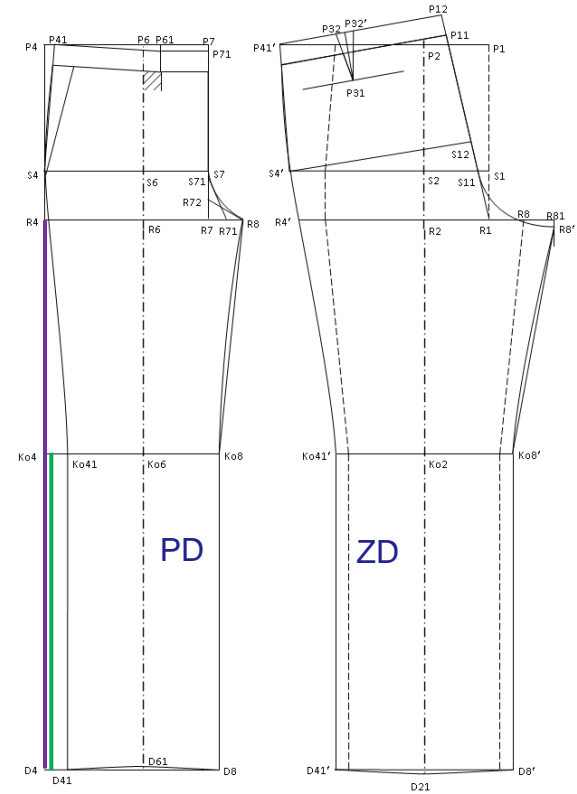 P12
P41 P6 P61 P7 P32 P32′
P4 P71 P41′ P2 P11 P1
P31
S4 S6 S71 S7 S4′ S2 S12 S11 S1
R72
R4 R6 R7 R71 R8 R4′ R2 R1 R8 R81
R8′
Ko4 Ko41 Ko6 Ko8 Ko41′ Ko2 Ko8′
PD ZD
D61
D4 D41 D8 D41′ D8′
D21